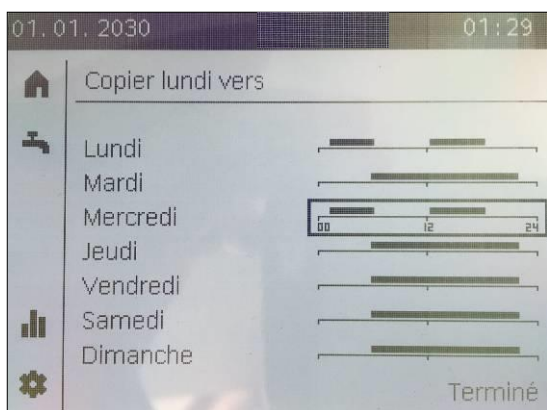 01.01.2030 01:29
Copier lundi vers
Lundi
Mardi
Mercredi
00 12 24
Jeudi
Vendredi
Samedi
Dimanche
Terminé